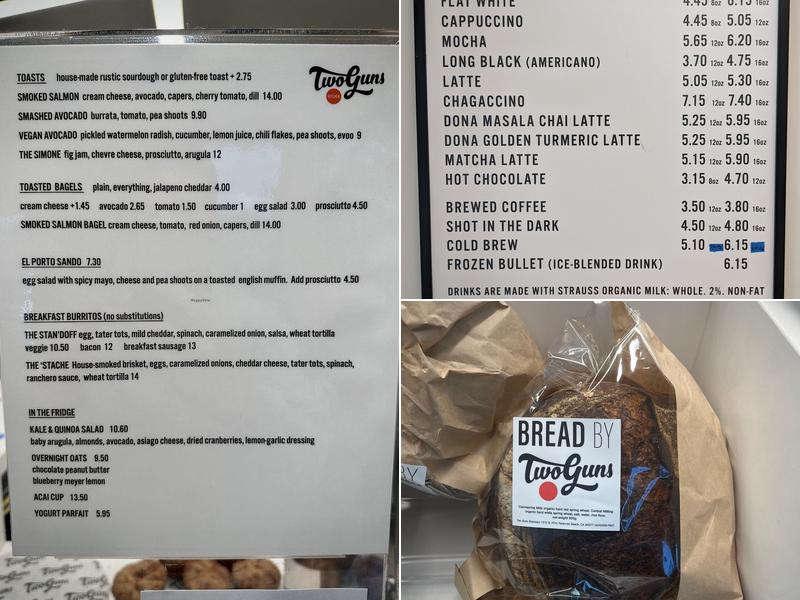 TwoGuns
KITCHEN
TOASTS house-made rustic sourdough or gluten-free toast + 2.75
SMOKED SALMON cream cheese, avocado, capers, cherry tomato, dill 14.00
SMASHED AVOCADO burrata, tomato, pea shoots 9.90
VEGAN AVOCADO pickled watermelon radish, cucumber, lemon juice, chili flakes, pea shoots, evoo 9
THE SIMONE fig jam, chevre cheese, prosciutto, arugula 12
TOASTED BAGELS plain, everything, jalapeno cheddar 4.00
cream cheese +1.45 avocado 2.65 tomato 1.50 cucumber 1 egg salad 3.00 prosciutto 4.50
SMOKED SALMON BAGEL cream cheese, tomato, red onion, capers, dill 14.00
EL PORTO SANDO 7.30
egg salad with spicy mayo, cheese and pea shoots on a toasted english muffin. Add prosciutto 4.50
HappyCow
BREAKFAST BURRITOS (no substitutions)
THE STAN'DOFF egg, tater tots, mild cheddar, spinach, caramelized onion, salsa, wheat tortilla
veggie 10.50 bacon 12 breakfast sausage 13
THE 'STACHE House-smoked brisket, eggs, caramelized onions, cheddar cheese, tater tots, spinach,
ranchero sauce, wheat tortilla 14
IN THE FRIDGE
KALE & QUINOA SALAD 10.60
baby arugula, almonds, avocado, asiago cheese, dried cranberries, lemon-garlic dressing
OVERNIGHT OATS 9.50
chocolate peanut butter
blueberry meyer lemon
ACAI CUP 13.50
YOGURT PARFAIT 5.95
FLAT WHITE 4.45 8oz 6.15 16oz
CAPPUCCINO 4.45 8oz 5.05 12oz
MOCHA 5.65 12oz 6.20 16oz
LONG BLACK (AMERICANO) 3.70 12oz 4.75 16oz
LATTE 5.05 12oz 5.30 16oz
CHAGACCINO 7.15 12oz 7.40 16oz
DONA MASALA CHAI LATTE 5.25 12oz 5.95 16oz
DONA GOLDEN TURMERIC LATTE 5.25 12oz 5.95 16oz
MATCHA LATTE 5.15 12oz 5.90 16oz
HOT CHOCOLATE 3.15 8oz 4.70 12oz
BREWED COFFEE 3.50 12oz 3.80 16oz
SHOT IN THE DARK 4.50 12oz 4.80 16oz
COLD BREW 5.10 6.15
FROZEN BULLET (ICE-BLENDED DRINK) 6.15
DRINKS ARE MADE WITH STRAUSS ORGANIC MILK: WHOLE, 2%, NON-FAT
BREAD BY
TwoGuns